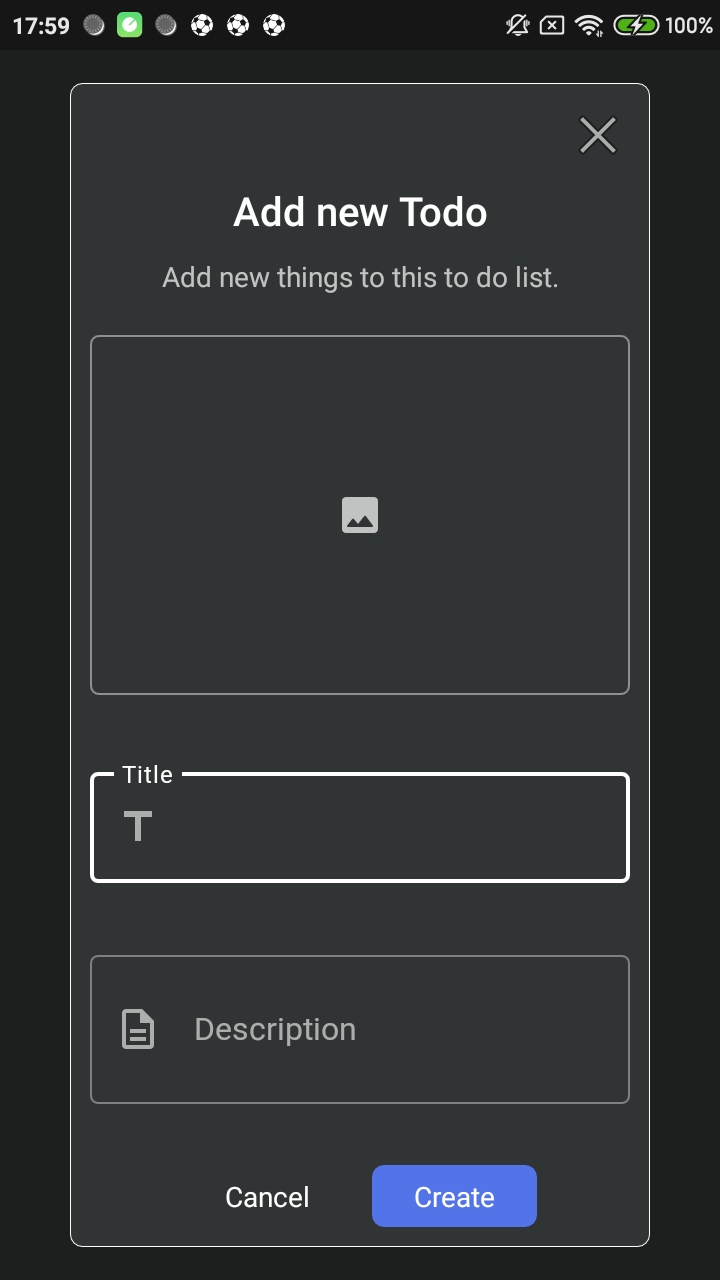 17:59
100%
Add new Todo
Add new things to this to do list.
Title
Description
Cancel
Create